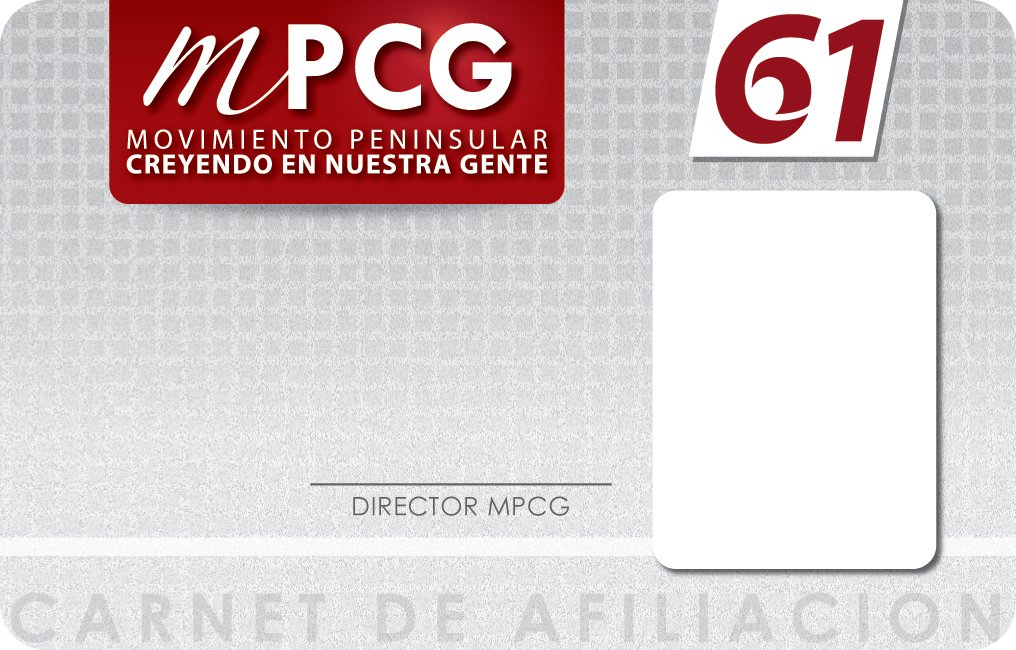 mPCG
MOVIMIENTO PENINSULAR
CREYENDO EN NUESTRA GENTE
61
DIRECTOR MPCG
CARNET DE AFILIACION